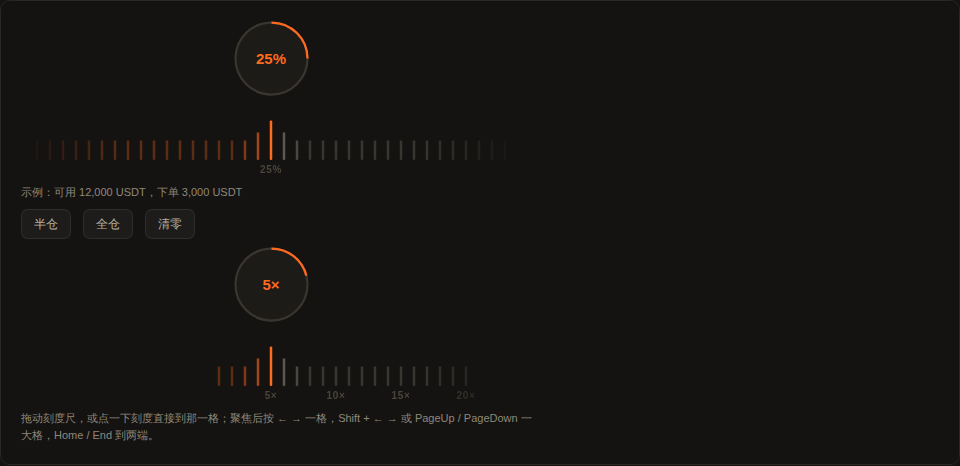 25%
25%
示例：可用 12,000 USDT，下单 3,000 USDT
半仓 全仓 清零
5×
5× 10× 15× 20×
拖动刻度尺，或点一下刻度直接到那一格；聚焦后按 ← → 一格，Shift + ← → 或 PageUp / PageDown 一
大格，Home / End 到两端。